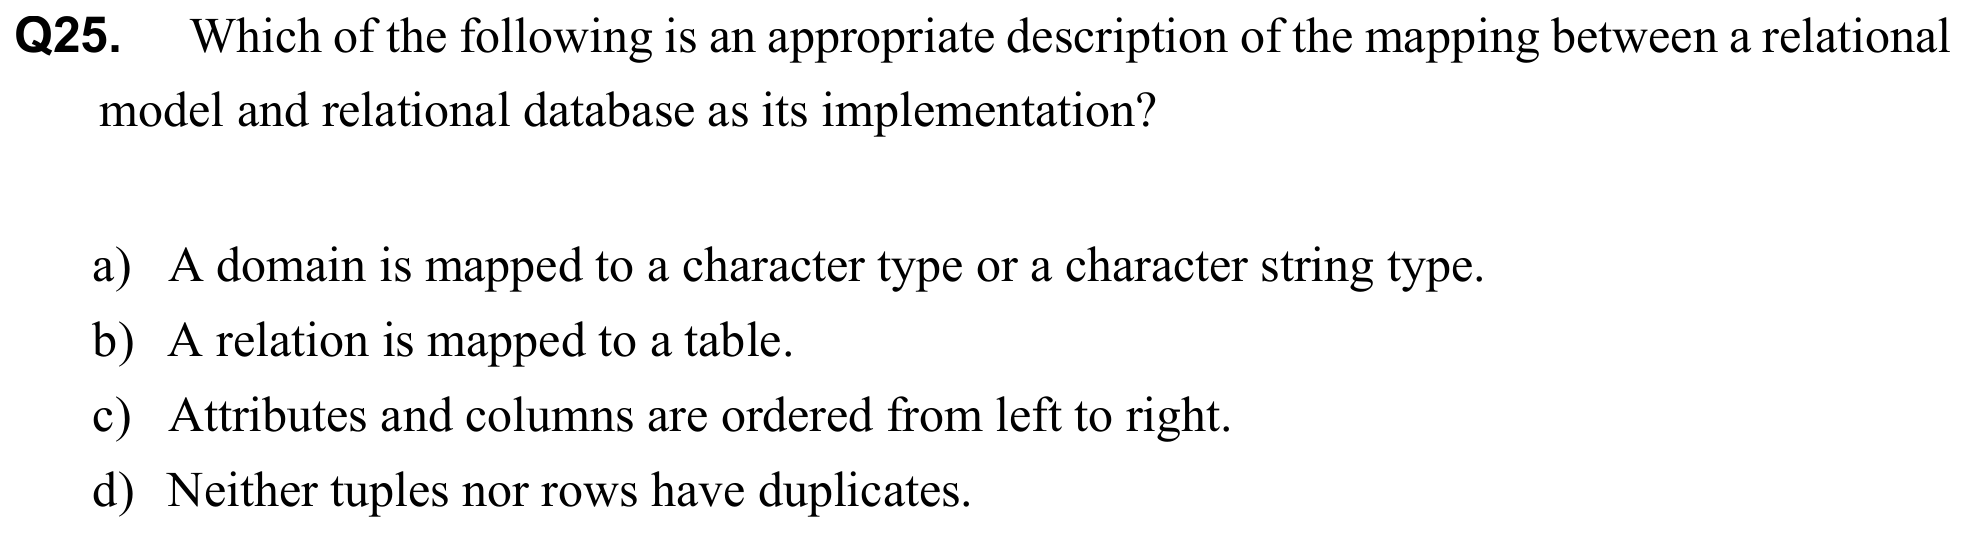 Q25. Which of the following is an appropriate description of the mapping between a relational
model and relational database as its implementation?
a) A domain is mapped to a character type or a character string type.
b) A relation is mapped to a table.
c) Attributes and columns are ordered from left to right.
d) Neither tuples nor rows have duplicates.